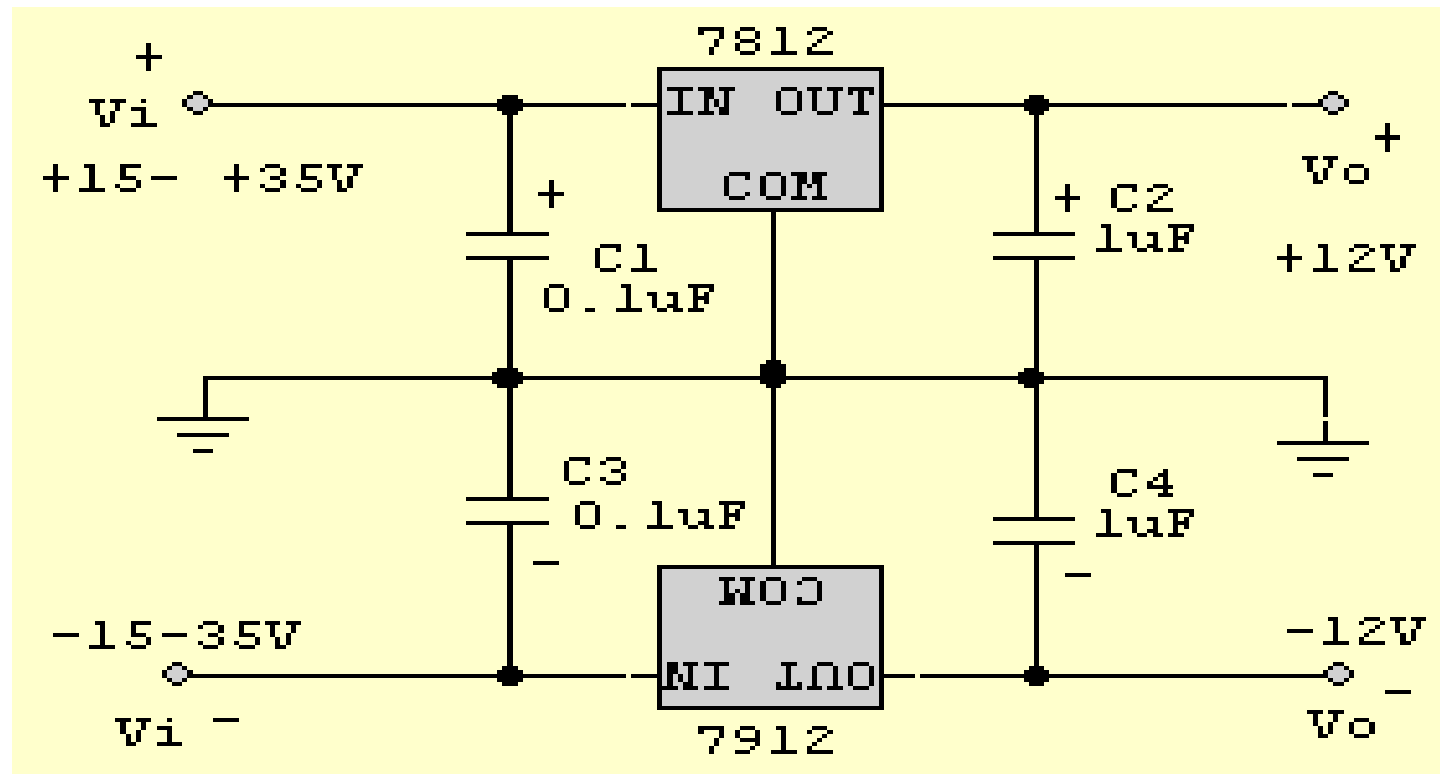 7812
+
Vi
+15- +35V
IN OUT
COM
+
C1
0.1uF
+ C2
1uF
Vo +
+12V
C3
0.1uF
-
C4
1uF
-
COM
IN OUT
7912
-15-35V
Vi -
-12V
Vo -